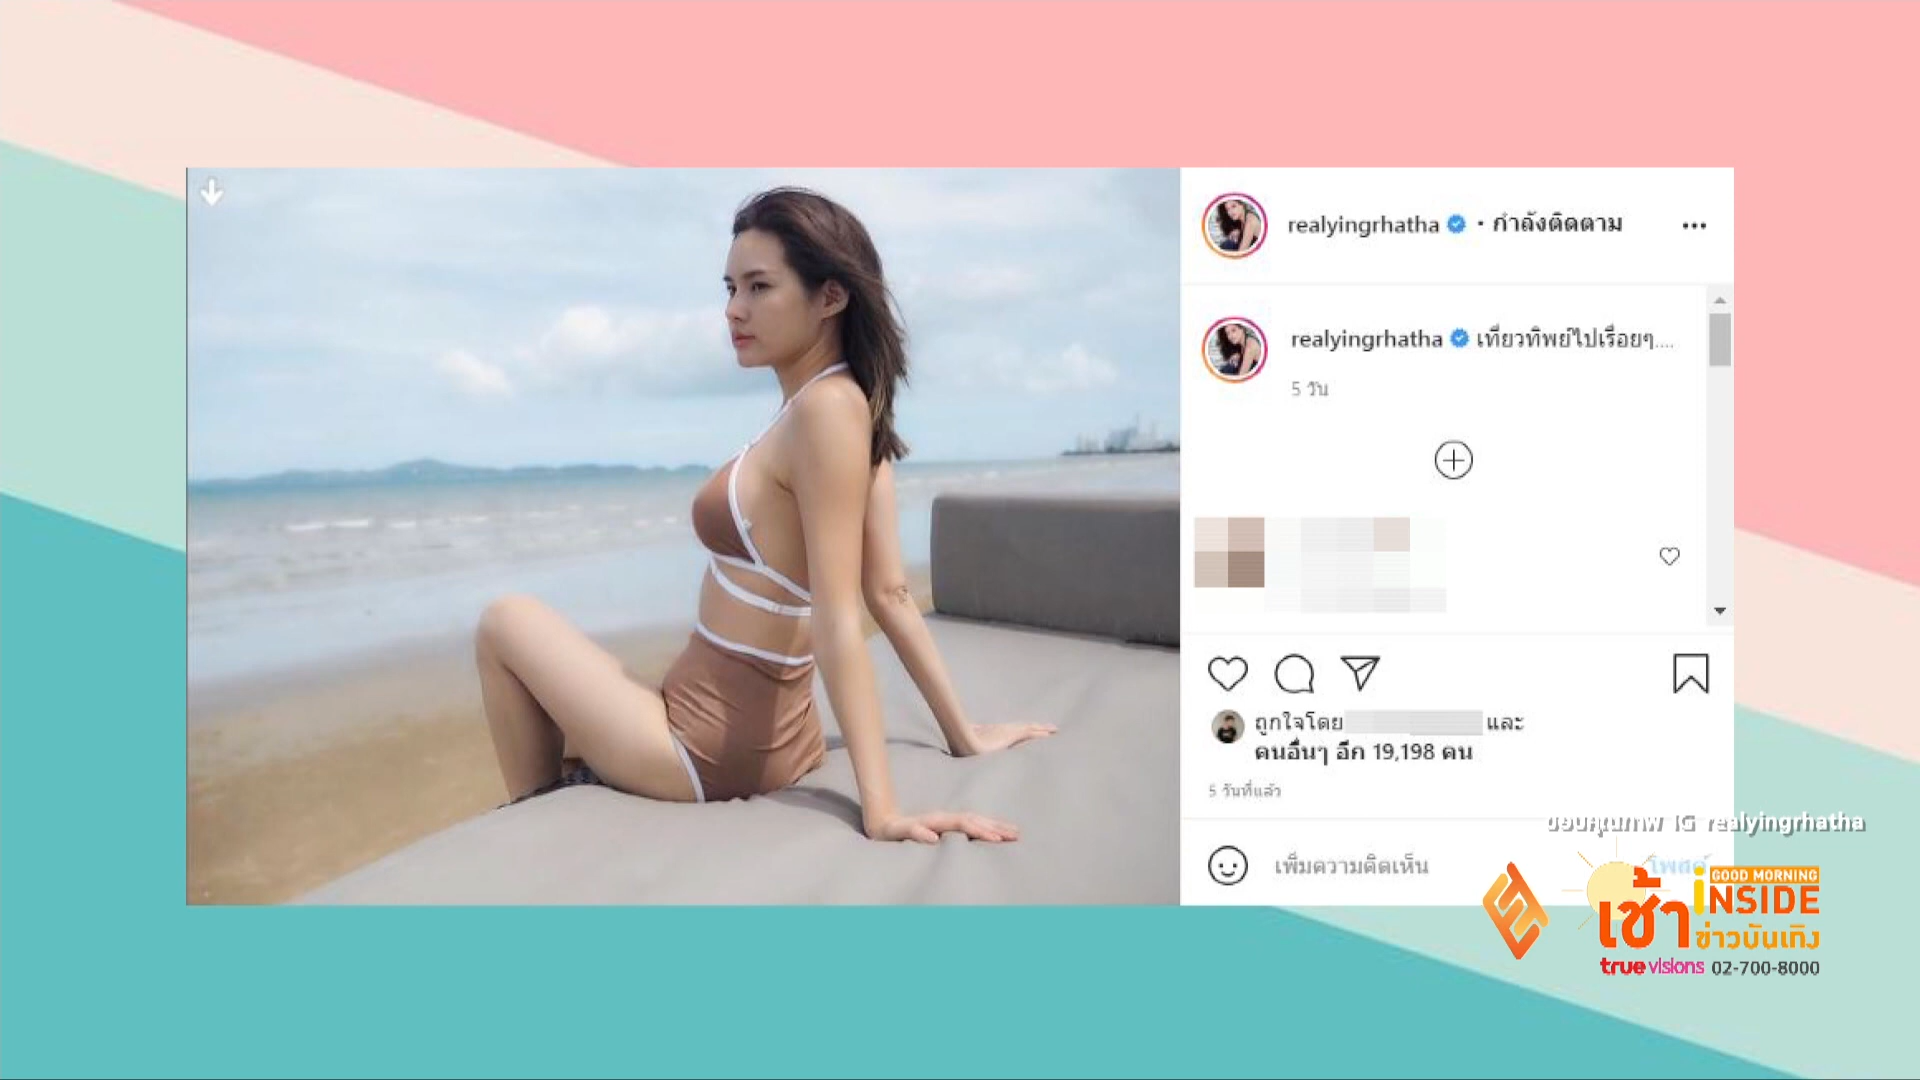 realyingrhatha • กำลังติดตาม
realyingrhatha เที่ยวทิพย์ไปเรื่อยๆ....
5 วัน
ถูกใจโดย และ
คนอื่นๆ อีก 19,198 คน
5 วันที่แล้ว
ขอบคุณภาพ IG realyingrhatha
เพิ่มความคิดเห็น
โพสต์
GOOD MORNING
เช้า iNSIDE
ข่าวบันเทิง
truevisions 02-700-8000